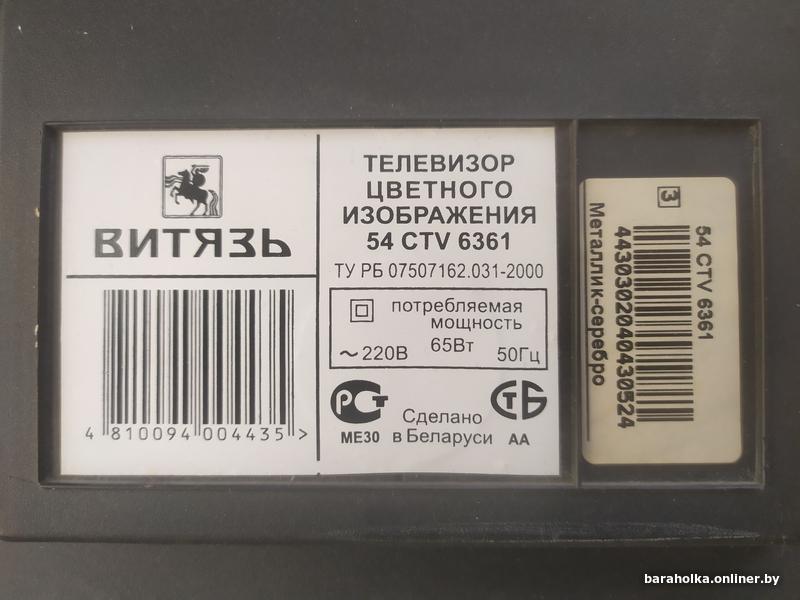 ВИТЯЗЬ
4 810094 004435 >
ТЕЛЕВИЗОР
ЦВЕТНОГО
ИЗОБРАЖЕНИЯ
54 CTV 6361
ТУ РБ 07507162.031-2000
потребляемая
мощность
~220В 65Вт 50Гц
РСТ
МЕ30
Сделано
в Беларуси
СТБ
АА
3
54 CTV 6361
4430302040430524
Металлик-серебро
baraholka.onliner.by